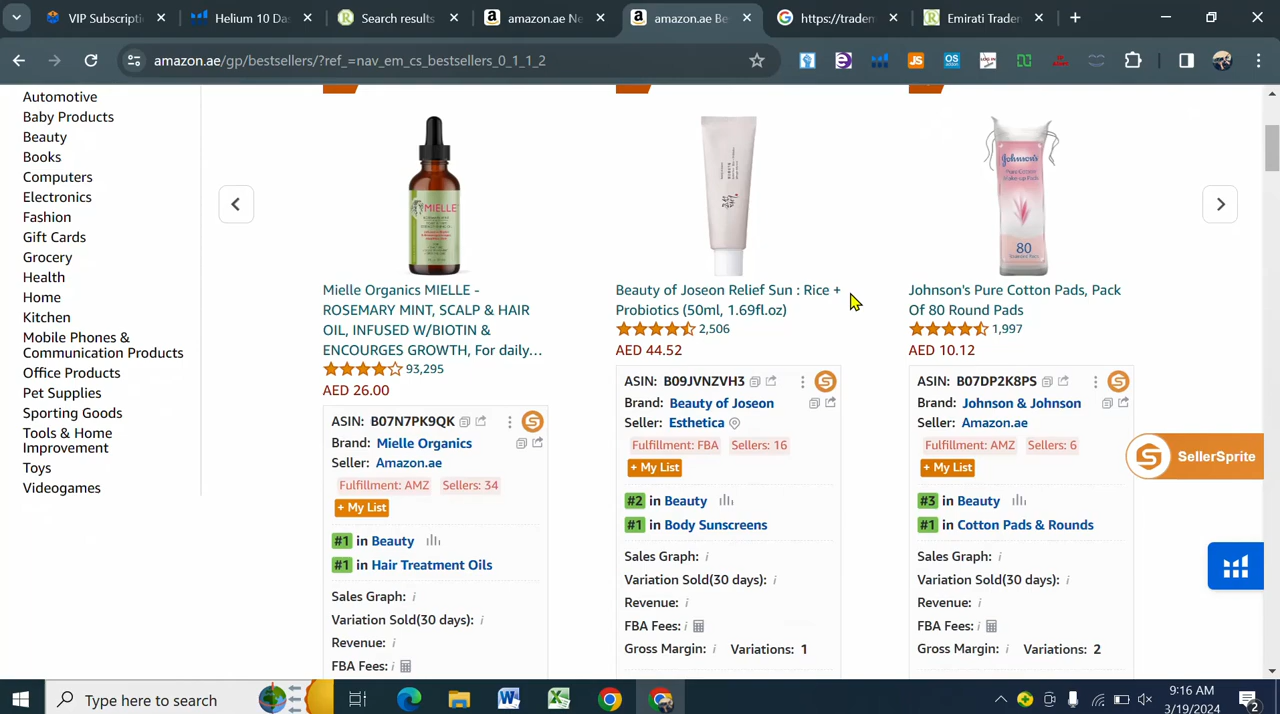 VIP Subscripti
Helium 10 Das
Search results
amazon.ae Ne
amazon.ae Be
https://tradem
Emirati Trader
amazon.ae/gp/bestsellers/?ref_=nav_em_cs_bestsellers_0_1_1_2
Automotive
Baby Products
Beauty
Books
Computers
Electronics
Fashion
Gift Cards
Grocery
Health
Home
Kitchen
Mobile Phones &
Communication Products
Office Products
Pet Supplies
Sporting Goods
Tools & Home
Improvement
Toys
Videogames
MIELLE
Mielle Organics MIELLE -
ROSEMARY MINT, SCALP & HAIR
OIL, INFUSED W/BIOTIN &
ENCOURGES GROWTH, For daily…
93,295
AED 26.00
ASIN: B07N7PK9QK
Brand: Mielle Organics
Seller: Amazon.ae
Fulfillment: AMZ Sellers: 34
+ My List
#1 in Beauty
#1 in Hair Treatment Oils
Sales Graph: i
Variation Sold(30 days): i
Revenue: i
FBA Fees: i
Beauty of Joseon Relief Sun : Rice +
Probiotics (50ml, 1.69fl.oz)
2,506
AED 44.52
ASIN: B09JVNZVH3
Brand: Beauty of Joseon
Seller: Esthetica
Fulfillment: FBA Sellers: 16
+ My List
#2 in Beauty
#1 in Body Sunscreens
Sales Graph: i
Variation Sold(30 days): i
Revenue: i
FBA Fees: i
Gross Margin: i Variations: 1
Johnson's
80
Johnson's Pure Cotton Pads, Pack
Of 80 Round Pads
1,997
AED 10.12
ASIN: B07DP2K8PS
Brand: Johnson & Johnson
Seller: Amazon.ae
Fulfillment: AMZ Sellers: 6
+ My List
#3 in Beauty
#1 in Cotton Pads & Rounds
Sales Graph: i
Variation Sold(30 days): i
Revenue: i
FBA Fees: i
Gross Margin: i Variations: 2
SellerSprite
Type here to search
9:16 AM
3/19/2024
2